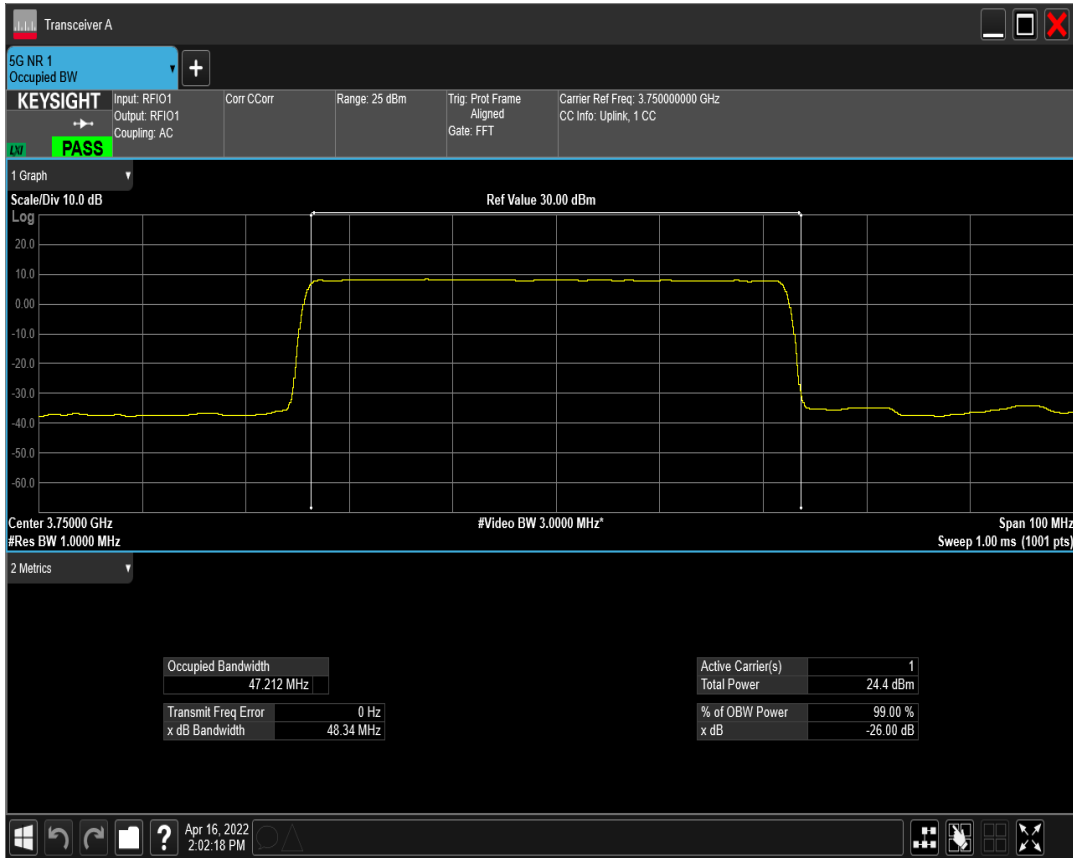 Transceiver A
5G NR 1
Occupied BW
KEYSIGHT
LXI
PASS
Input: RFIO1
Output: RFIO1
Coupling: AC
Corr CCorr
Range: 25 dBm
Trig: Prot Frame
Aligned
Gate: FFT
Carrier Ref Freq: 3.750000000 GHz
CC Info: Uplink, 1 CC
1 Graph
Scale/Div 10.0 dB
Ref Value 30.00 dBm
Log
20.0
10.0
0.00
-10.0
-20.0
-30.0
-40.0
-50.0
-60.0
Center 3.75000 GHz
#Video BW 3.0000 MHz*
Span 100 MHz
#Res BW 1.0000 MHz
Sweep 1.00 ms (1001 pts)
2 Metrics
Occupied Bandwidth
47.212 MHz
Transmit Freq Error 0 Hz
x dB Bandwidth 48.34 MHz
Active Carrier(s) 1
Total Power 24.4 dBm
% of OBW Power 99.00 %
x dB -26.00 dB
?
Apr 16, 2022
2:02:18 PM